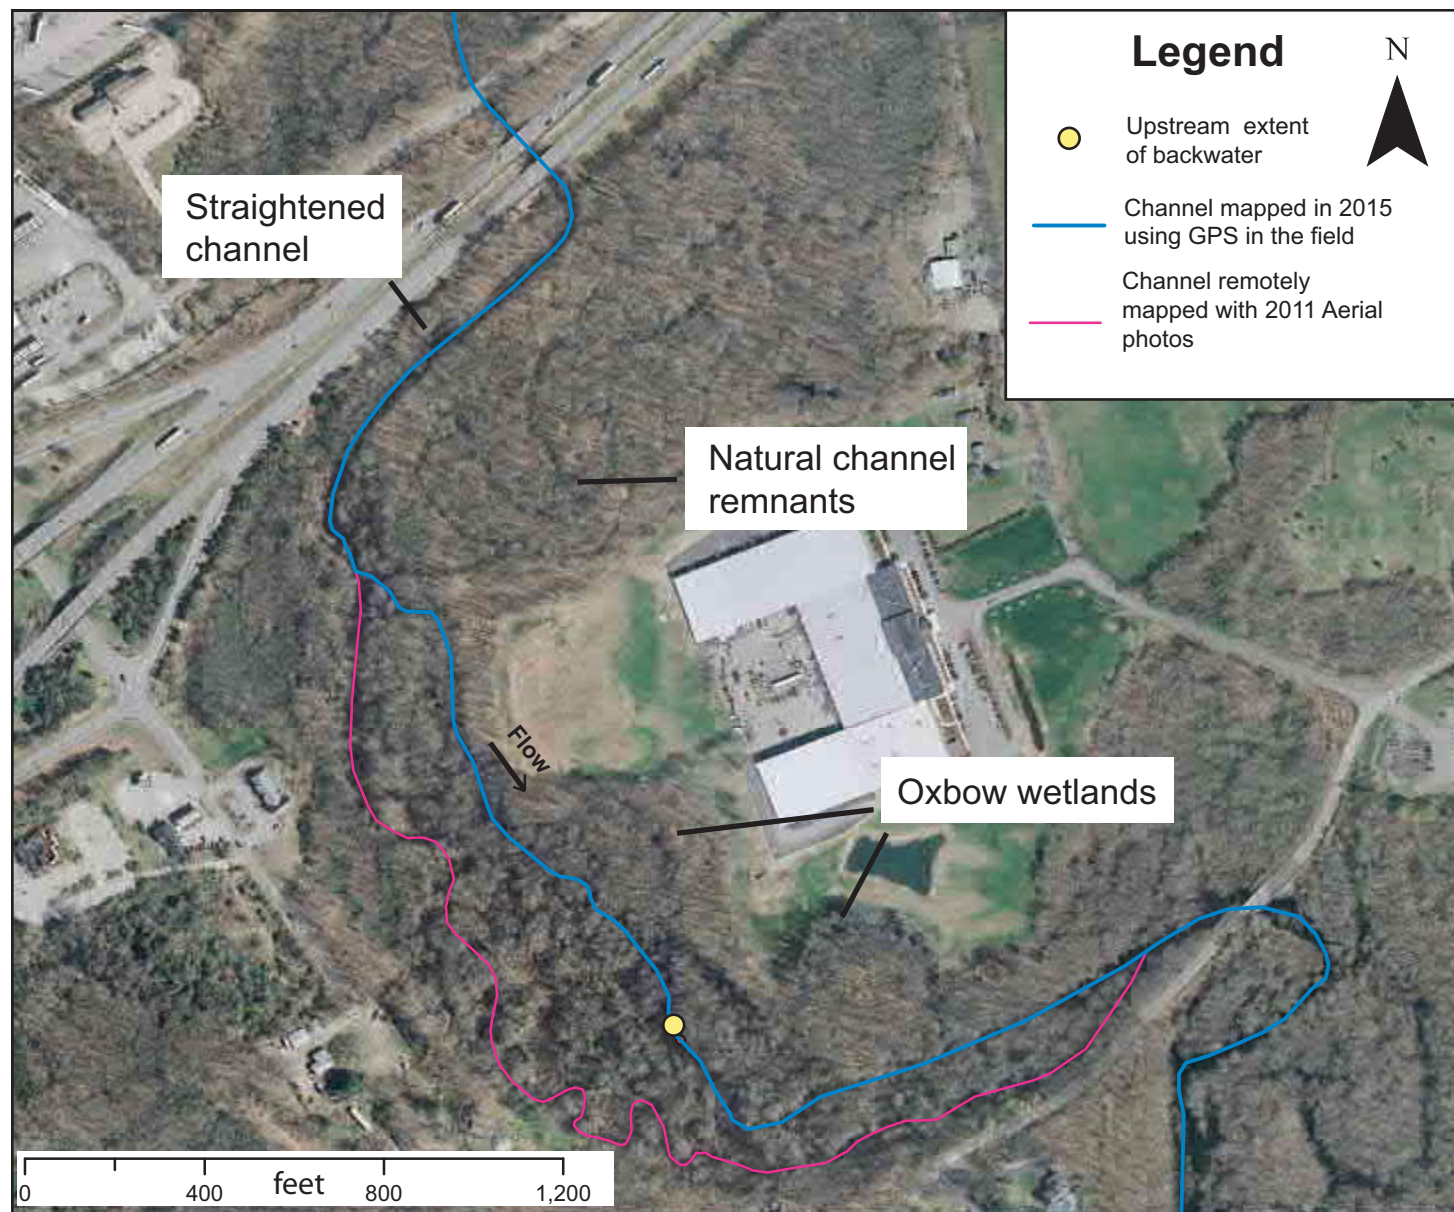 Legend
N
Upstream extent
of backwater
Channel mapped in 2015
using GPS in the field
Channel remotely
mapped with 2011 Aerial
photos
Straightened
channel
Natural channel
remnants
Flow
Oxbow wetlands
0 400 feet 800 1,200